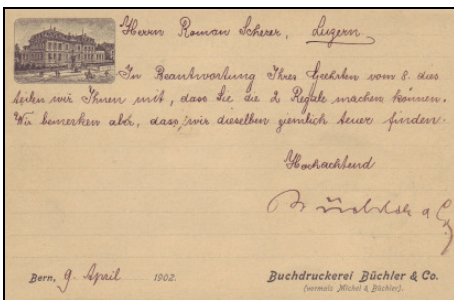 Herrn Roman Scherer, Luzern
In Beantwortung Ihres Geehrten vom 8. dies
teilen wir Ihnen mit, dass Sie die 2 Regale machen können.
Wir bemerken aber, dass wir dieselben ziemlich teuer finden.
Hochachtend
Büchler & Co.
Bern, 9. April 1902.
Buchdruckerei Büchler & Co.
(vormals Michel & Büchler).